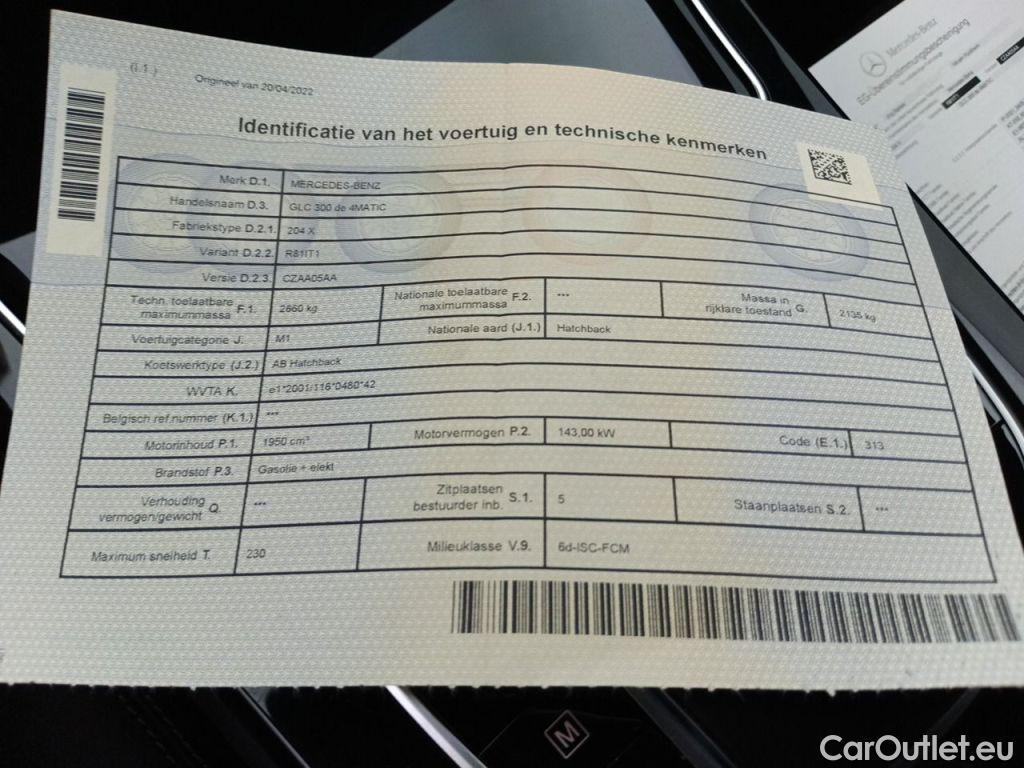 (I.1.)
Origineel van 20/04/2022
Identificatie van het voertuig en technische kenmerken
Merk D.1. MERCEDES-BENZ
Handelsnaam D.3. GLC 300 de 4MATIC
Fabriekstype D.2.1. 204 X
Variant D.2.2. R81IT1
Versie D.2.3. CZAA05AA
Techn. toelaatbare maximummassa F.1. 2660 kg Nationale toelaatbare maximummassa F.2. *** Massa in rijklare toestand G. 2135 kg
Voertuigcategorie J. M1 Nationale aard (J.1.) Hatchback
Koetswerktype (J.2.) AB Hatchback
WVTA K. e1*2001/116*0480*42
Belgisch ref.nummer (K.1.) ***
Motorinhoud P.1. 1950 cm³ Motorvermogen P.2. 143,00 kW Code (E.1.) 313
Brandstof P.3. Gasolie + elekt
Verhouding vermogen/gewicht Q. *** Zitplaatsen bestuurder inb. S.1. 5 Staanplaatsen S.2. ***
Maximum snelheid T. 230 Milieuklasse V.9. 6d-ISC-FCM
Mercedes-Benz
EG-Übereinstimmungsbescheinigung
M
CarOutlet.eu